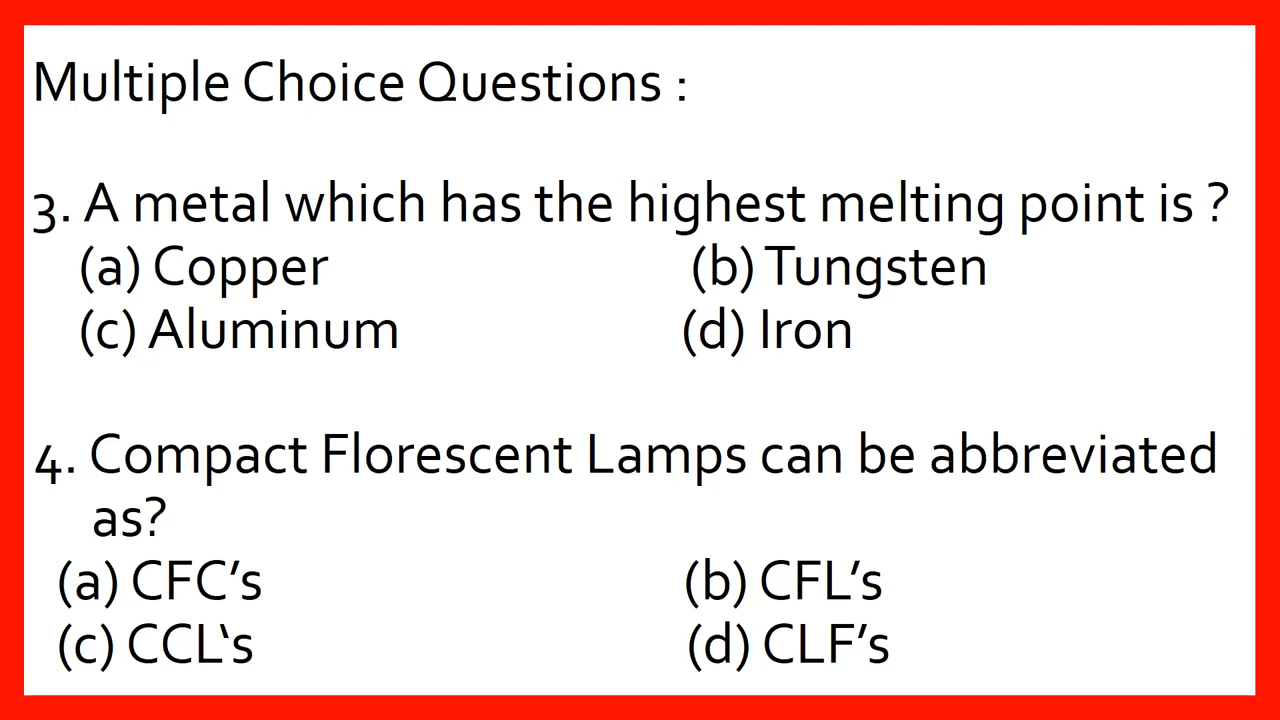 Multiple Choice Questions :
3. A metal which has the highest melting point is ?
(a) Copper (b) Tungsten
(c) Aluminum (d) Iron
4. Compact Florescent Lamps can be abbreviated
as?
(a) CFC’s (b) CFL’s
(c) CCL‘s (d) CLF’s